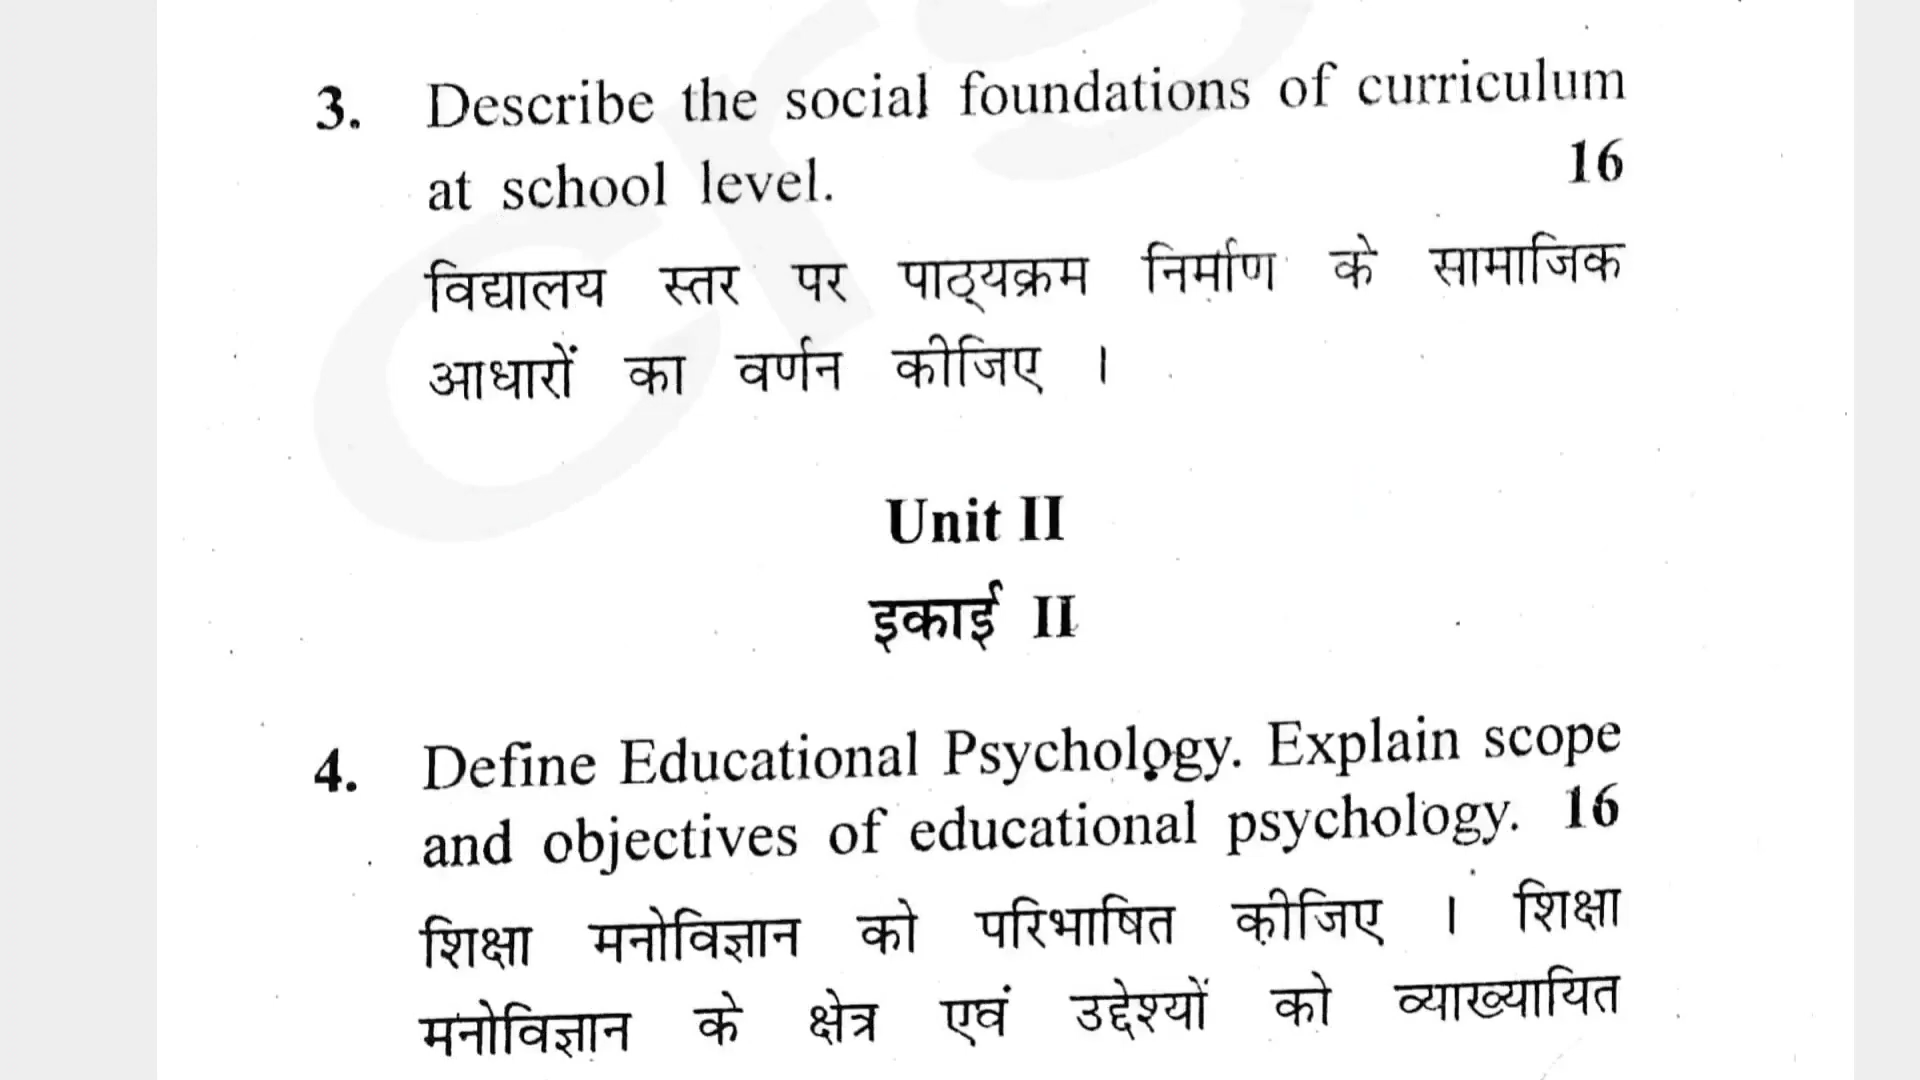 3. Describe the social foundations of curriculum
at school level. 16
विद्यालय स्तर पर पाठ्यक्रम निर्माण के सामाजिक
आधारों का वर्णन कीजिए ।
Unit II
इकाई II
4. Define Educational Psychology. Explain scope
and objectives of educational psychology. 16
शिक्षा मनोविज्ञान को परिभाषित कीजिए । शिक्षा
मनोविज्ञान के क्षेत्र एवं उद्देश्यों को व्याख्यायित